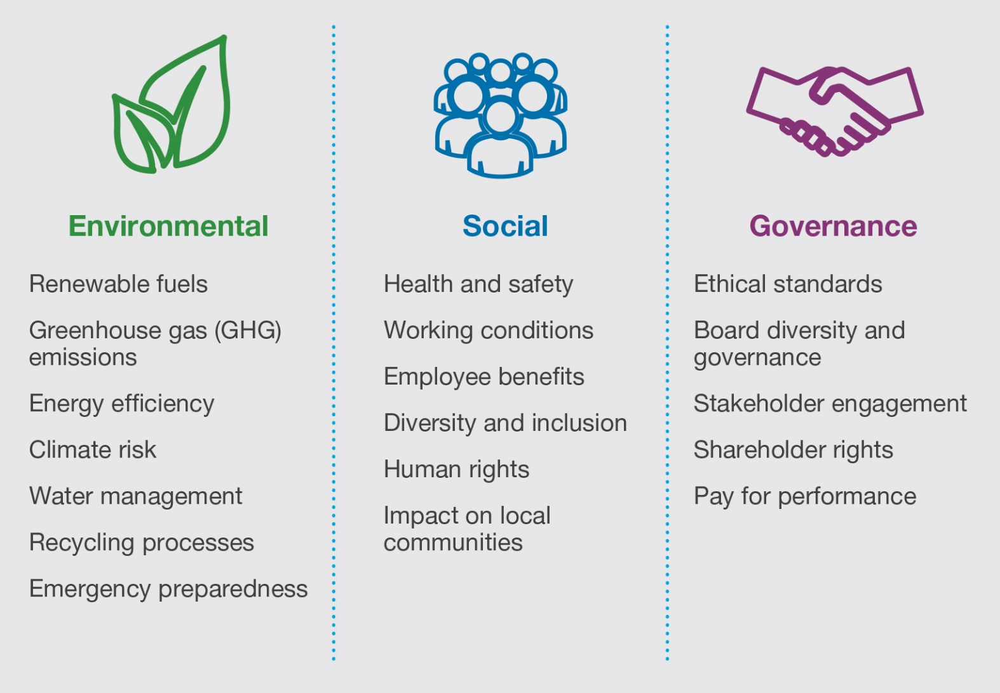 Environmental
Renewable fuels
Greenhouse gas (GHG)
emissions
Energy efficiency
Climate risk
Water management
Recycling processes
Emergency preparedness
Social
Health and safety
Working conditions
Employee benefits
Diversity and inclusion
Human rights
Impact on local
communities
Governance
Ethical standards
Board diversity and
governance
Stakeholder engagement
Shareholder rights
Pay for performance